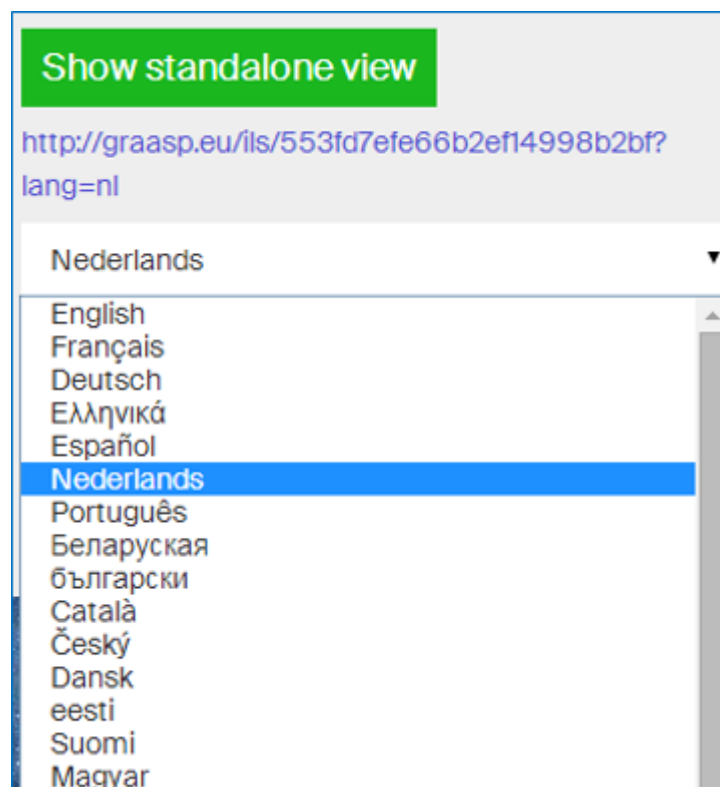 Show standalone view
http://graasp.eu/ils/553fd7efe66b2ef14998b2bf?
lang=nl
Nederlands
English
Français
Deutsch
Ελληνικά
Español
Nederlands
Português
Беларуская
български
Català
Český
Dansk
eesti
Suomi
Magyar